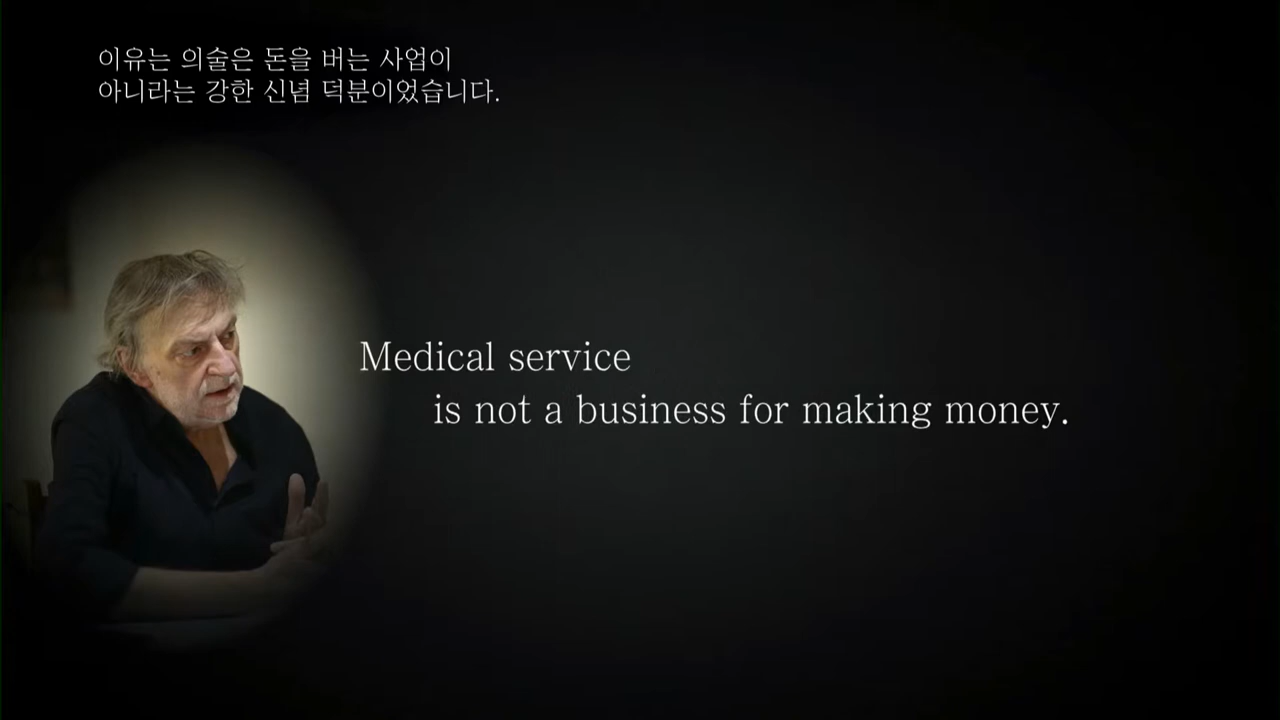 이유는 의술은 돈을 버는 사업이
아니라는 강한 신념 덕분이었습니다.
Medical service
is not a business for making money.